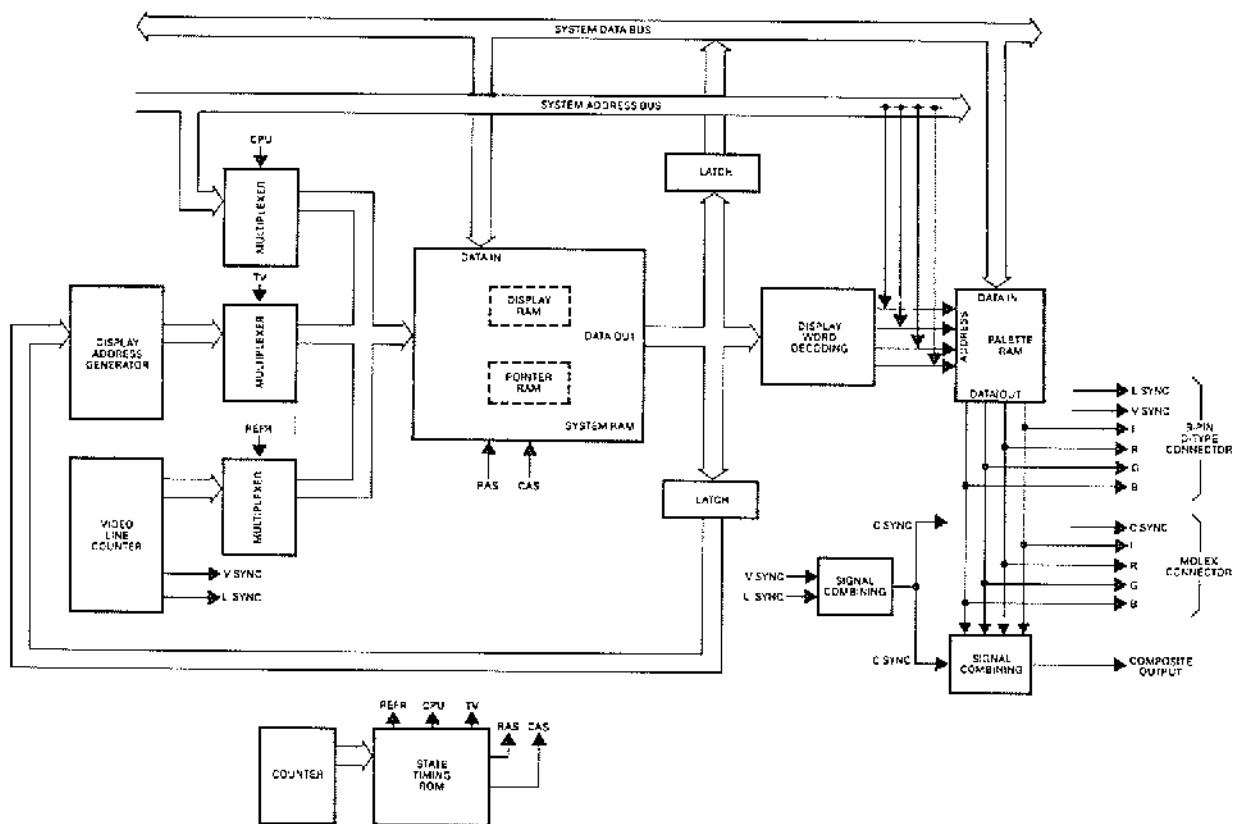 SYSTEM DATA BUS
SYSTEM ADDRESS BUS
CPU
MULTIPLEXER
LATCH
DATA IN
TV
DISPLAY
ADDRESS
GENERATOR
MULTIPLEXER
DISPLAY
RAM
DATA OUT
POINTER
RAM
SYSTEM RAM
DISPLAY
WORD
DECODING
DATA IN
ADDRESS
PALETTE
RAM
DATA OUT
REFR
MULTIPLEXER
RAS
CAS
LATCH
VIDEO
LINE
COUNTER
V SYNC
L SYNC
L SYNC
V SYNC
I
R
G
B
9-PIN
D-TYPE
CONNECTOR
C SYNC
C SYNC
I
R
G
B
MOLEX
CONNECTOR
V SYNC
L SYNC
SIGNAL
COMBINING
C SYNC
SIGNAL
COMBINING
COMPOSITE
OUTPUT
REFR
CPU
TV
RAS
CAS
COUNTER
STATE
TIMING
ROM